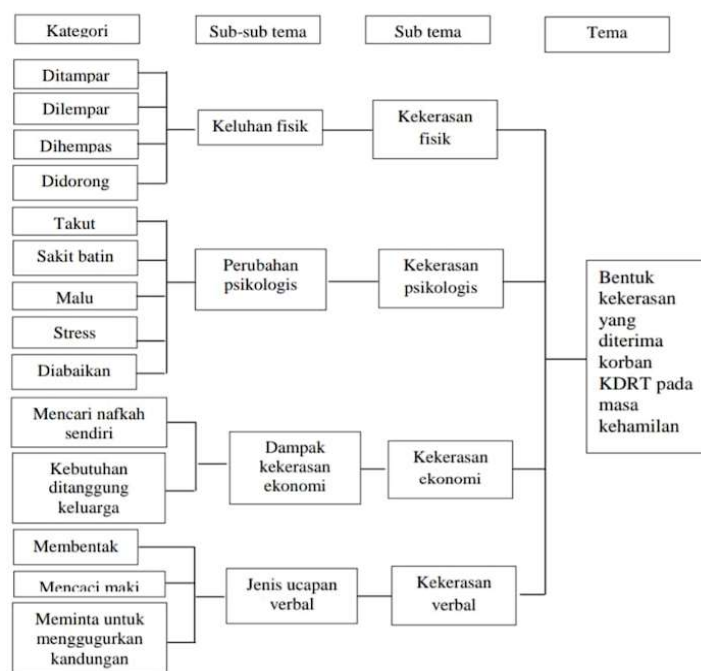 Kategori
Sub-sub tema
Sub tema
Tema
Ditampar
Dilempar
Dihempas
Didorong
Keluhan fisik
Kekerasan
fisik
Takut
Sakit batin
Malu
Stress
Diabaikan
Perubahan
psikologis
Kekerasan
psikologis
Mencari nafkah
sendiri
Kebutuhan
ditanggung
keluarga
Dampak
kekerasan
ekonomi
Kekerasan
ekonomi
Membentak
Mencaci maki
Meminta untuk
menggugurkan
kandungan
Jenis ucapan
verbal
Kekerasan
verbal
Bentuk
kekerasan
yang
diterima
korban
KDRT pada
masa
kehamilan